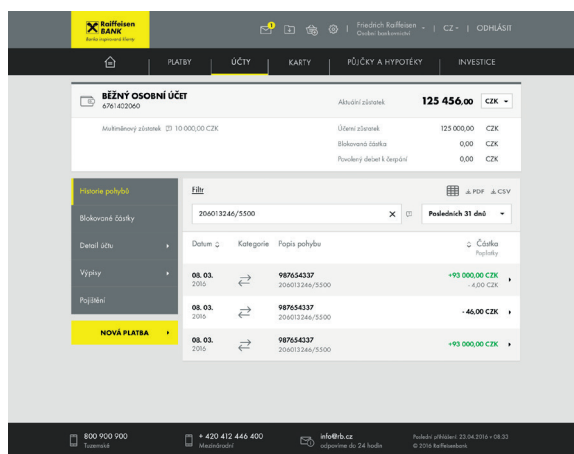 Raiffeisen
BANK
Banka inspirovaná klienty
1
Friedrich Raiffeisen
Osobní bankovnictví
CZ
ODHLÁSIT
PLATBY
ÚČTY
KARTY
PŮJČKY A HYPOTÉKY
INVESTICE
BĚŽNÝ OSOBNÍ ÚČET
6761402060
Aktuální zůstatek
125 456,00
CZK
Multiměnový zůstatek 10 000,00 CZK
Účetní zůstatek 125 000,00 CZK
Blokovaná částka 0,00 CZK
Povolený debet k čerpání 0,00 CZK
Historie pohybů
Blokované částky
Detail účtu
Výpisy
Pojištění
NOVÁ PLATBA
Filtr
PDF
CSV
206013246/5500
Posledních 31 dnů
Datum Kategorie Popis pohybu Částka
Poplatky
08. 03. 987654337 +93 000,00 CZK
2016 206013246/5500 - 4,00 CZK
08. 03. 987654337 - 46,00 CZK
2016 206013246/5500
08. 03. 987654337 +93 000,00 CZK
2016 206013246/5500
800 900 900
Tuzemské
+ 420 412 446 400
Mezinárodní
info@rb.cz
odpovíme do 24 hodin
Poslední přihlášení: 23.04.2016 v 08:33
© 2016 Raiffeisenbank